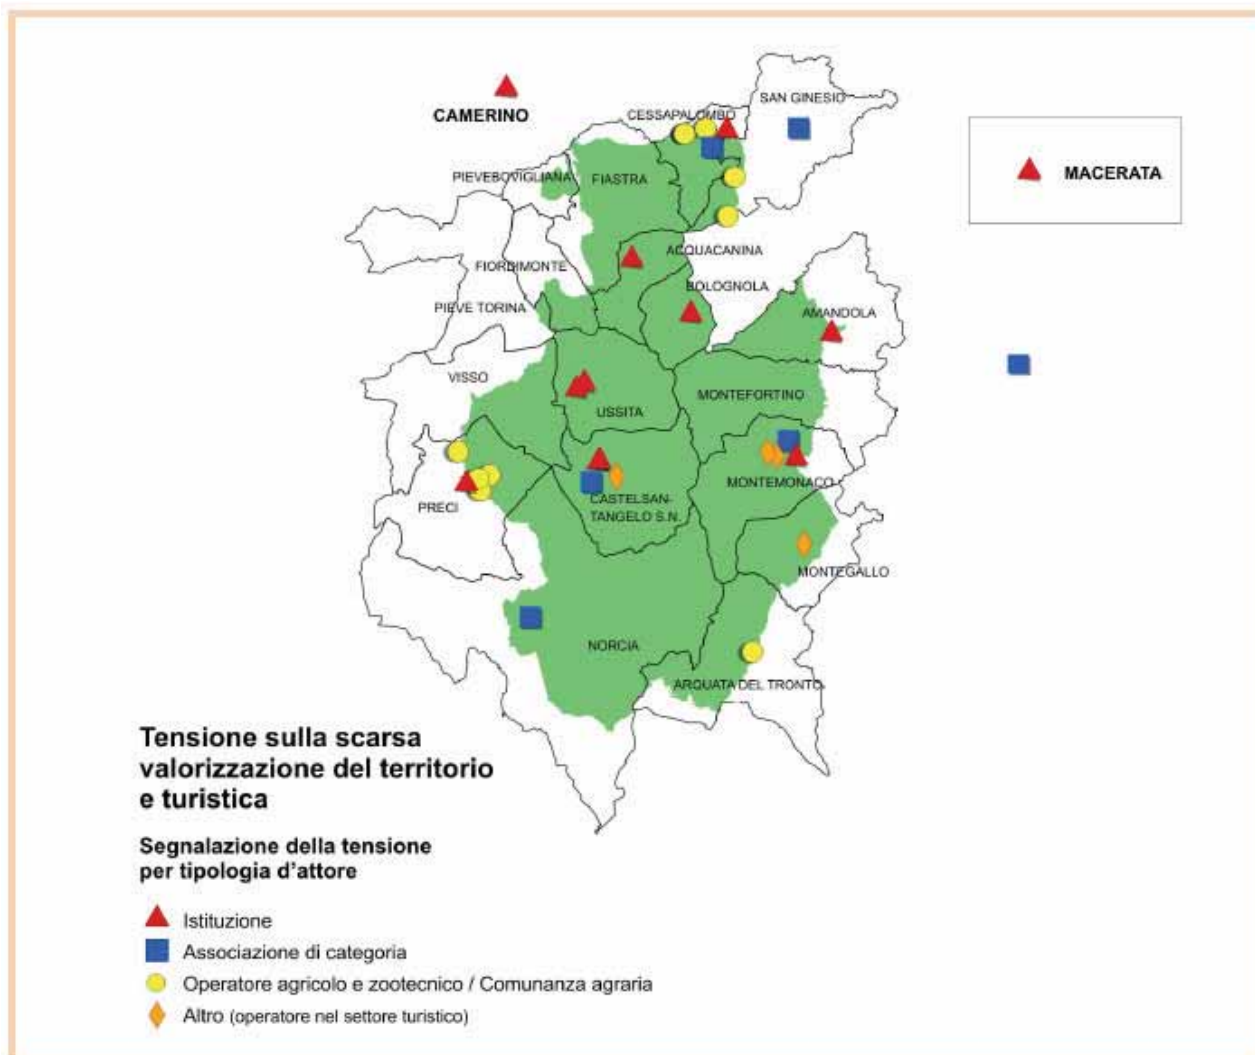 CAMERINO
CESSAPALOMBO
SAN GINESIO
MACERATA
PIEVEBOVIGLIANA
FIASTRA
ACQUACANINA
FIORDIMONTE
BOLOGNOLA
PIEVE TORINA
AMANDOLA
VISSO
MONTEFORTINO
USSITA
MONTEMONACO
PRECI
CASTELSAN-
TANGELO S.N.
MONTEGALLO
NORCIA
ARQUATA DEL TRONTO
Tensione sulla scarsa
valorizzazione del territorio
e turistica
Segnalazione della tensione
per tipologia d'attore
Istituzione
Associazione di categoria
Operatore agricolo e zootecnico / Comunanza agraria
Altro (operatore nel settore turistico)